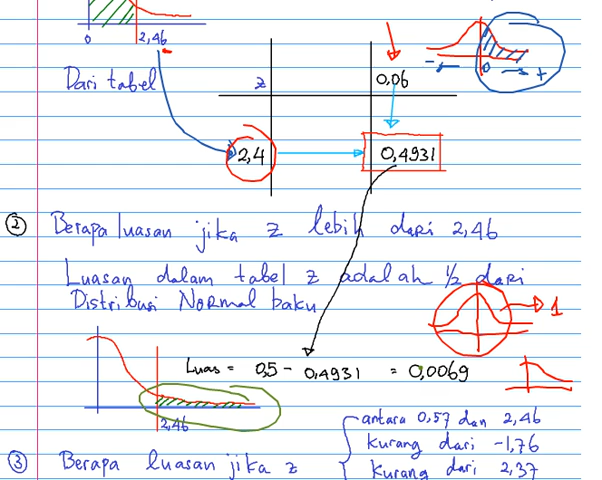 0 2,46
Dari tabel
z 0,06
- 0 +
2,4 0,4931
② Berapa luasan jika z lebih dari 2,46
Luasan dalam tabel z adalah 1/2 dari
Distribusi Normal baku
1
Luas = 0,5 - 0,4931 = 0,0069
2,46
antara 0,57 dan 2,46
③ Berapa luasan jika z kurang dari -1,76
kurang dari 2,37